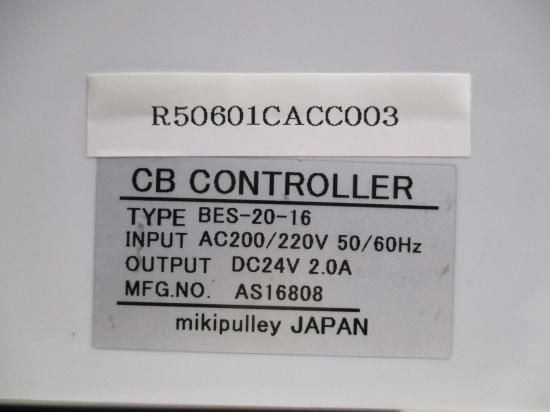 R50601CACC003
CB CONTROLLER
TYPE BES-20-16
INPUT AC200/220V 50/60Hz
OUTPUT DC24V 2.0A
MFG.NO. AS16808
mikipulley JAPAN